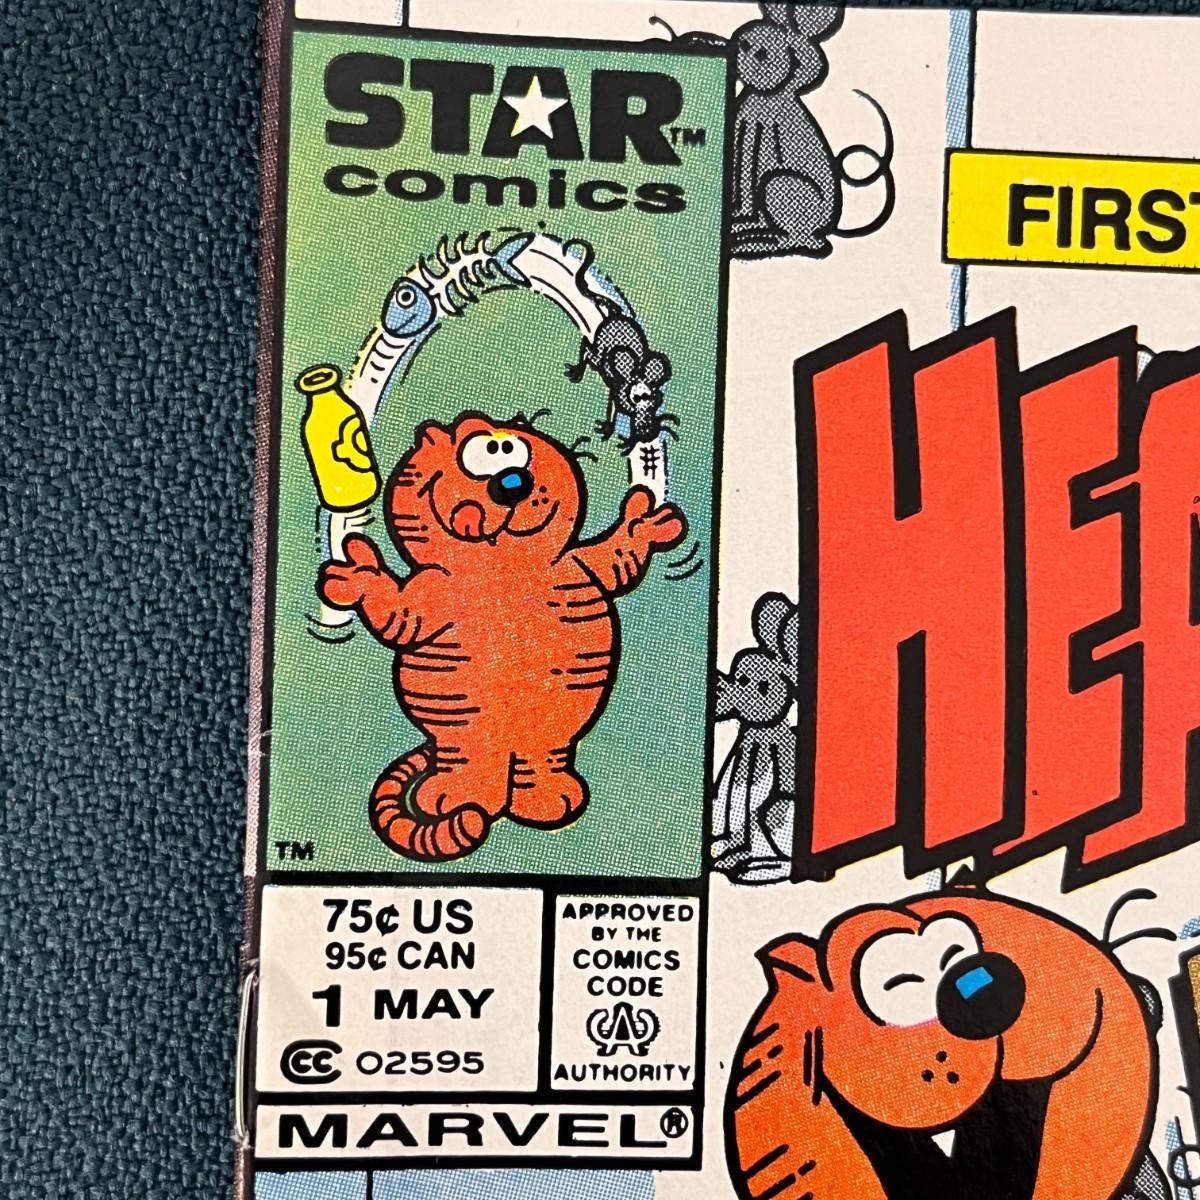 STAR™
comics
FIRST
HEA
#
TM
75¢ US
95¢ CAN
1 MAY
CC 02595
APPROVED
BY THE
COMICS
CODE
A
AUTHORITY
MARVEL®